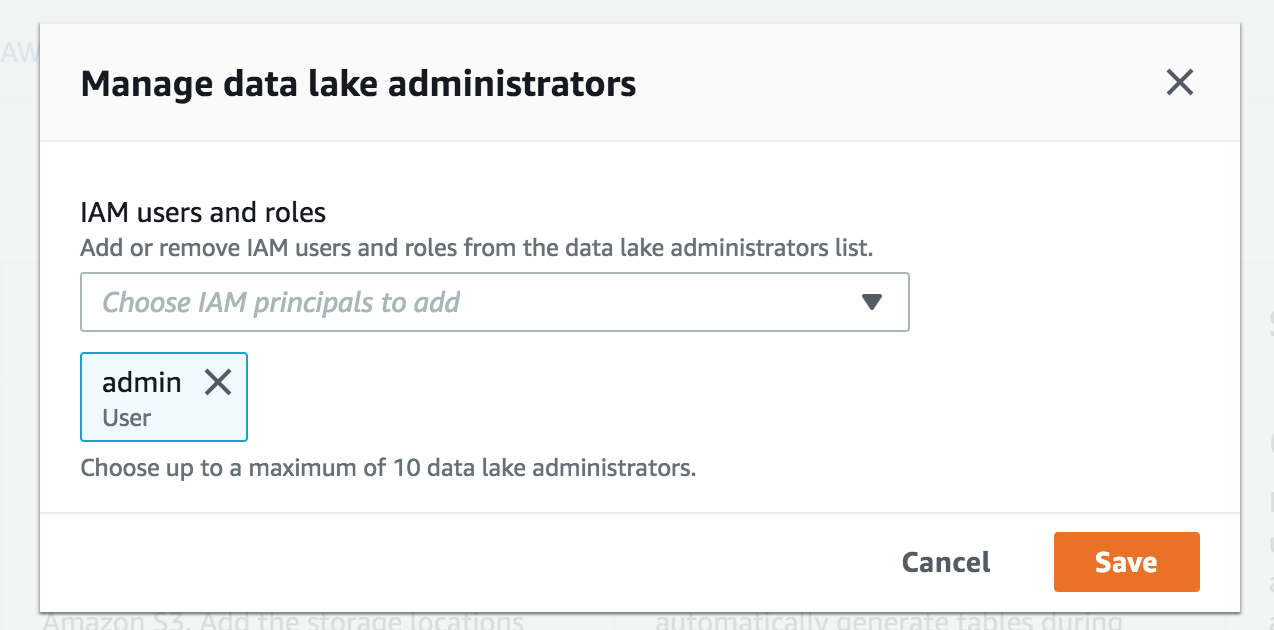 AW
Manage data lake administrators
IAM users and roles
Add or remove IAM users and roles from the data lake administrators list.
Choose IAM principals to add
admin
User
Choose up to a maximum of 10 data lake administrators.
Cancel
Save
Amazon S3. Add the storage locations
automatically generate tables during